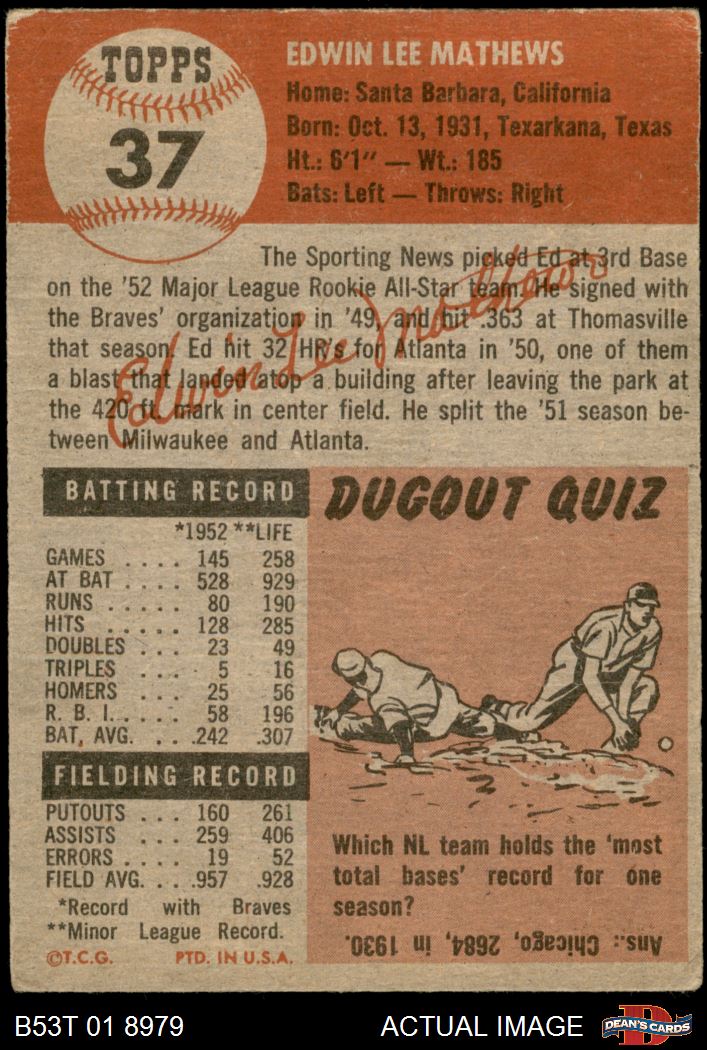 TOPPS
37
EDWIN LEE MATHEWS
Home: Santa Barbara, California
Born: Oct. 13, 1931, Texarkana, Texas
Ht.: 6'1" — Wt.: 185
Bats: Left — Throws: Right
The Sporting News picked Ed at 3rd Base
on the '52 Major League Rookie All-Star team. He signed with
the Braves' organization in '49, and hit .363 at Thomasville
that season. Ed hit 32 HR's for Atlanta in '50, one of them
a blast that landed atop a building after leaving the park at
the 420 ft. mark in center field. He split the '51 season be-
tween Milwaukee and Atlanta.
Edwin Lee Mathews
BATTING RECORD
*1952 **LIFE
GAMES .... 145 258
AT BAT .... 528 929
RUNS ..... 80 190
HITS ..... 128 285
DOUBLES ... 23 49
TRIPLES ... 5 16
HOMERS ... 25 56
R. B. I. .... 58 196
BAT. AVG. ... .242 .307
FIELDING RECORD
PUTOUTS ... 160 261
ASSISTS .... 259 406
ERRORS .... 19 52
FIELD AVG. ... .957 .928
*Record with Braves
**Minor League Record.
©T.C.G. PTD. IN U.S.A.
DUGOUT QUIZ
Which NL team holds the 'most
total bases' record for one
season?
Ans.: Chicago, 2684, in 1930.
B53T 01 8979 ACTUAL IMAGE
DEAN'S CARDS